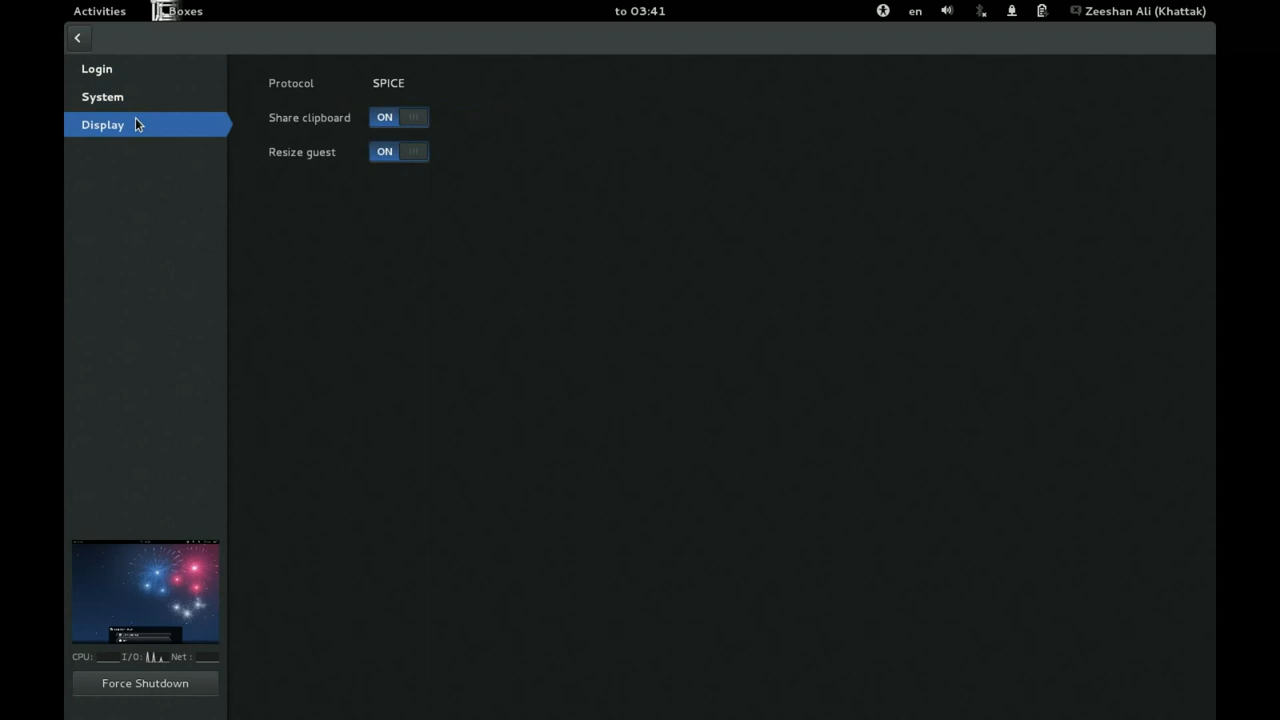 Activities Boxes to 03:41 en Zeeshan Ali (Khattak)
Login
System
Display
Protocol SPICE
Share clipboard ON
Resize guest ON
CPU: I/O: Net:
Force Shutdown